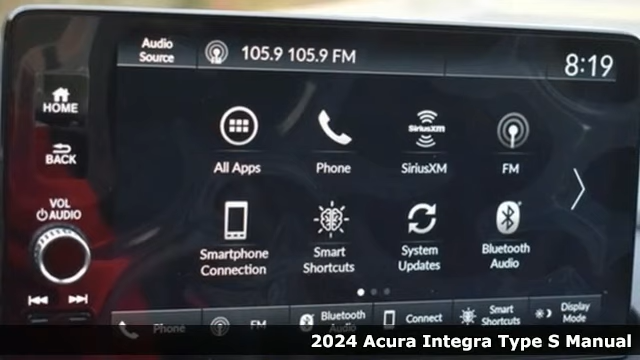 Audio
Source
105.9 105.9 FM
8:19
HOME
BACK
VOL
AUDIO
All Apps
Phone
SiriusXM
SiriusXM
FM
Smartphone
Connection
Smart
Shortcuts
System
Updates
Bluetooth
Audio
Phone
FM
Bluetooth
Audio
Connect
Smart
Shortcuts
Display
Mode
2024 Acura Integra Type S Manual